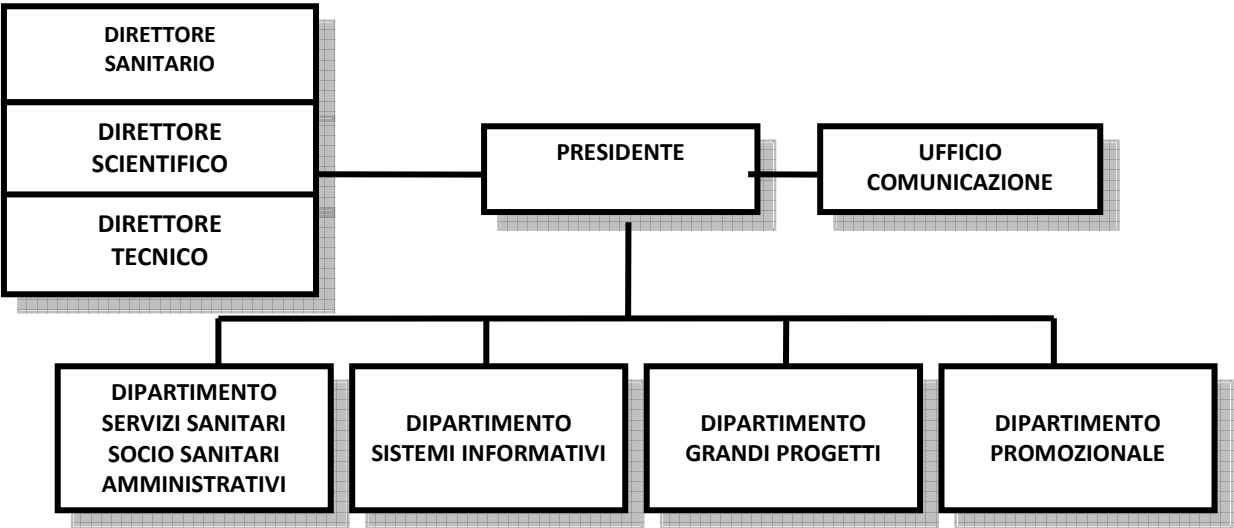 DIRETTORE
SANITARIO
DIRETTORE
SCIENTIFICO
DIRETTORE
TECNICO
PRESIDENTE
UFFICIO
COMUNICAZIONE
DIPARTIMENTO
SERVIZI SANITARI
SOCIO SANITARI
AMMINISTRATIVI
DIPARTIMENTO
SISTEMI INFORMATIVI
DIPARTIMENTO
GRANDI PROGETTI
DIPARTIMENTO
PROMOZIONALE